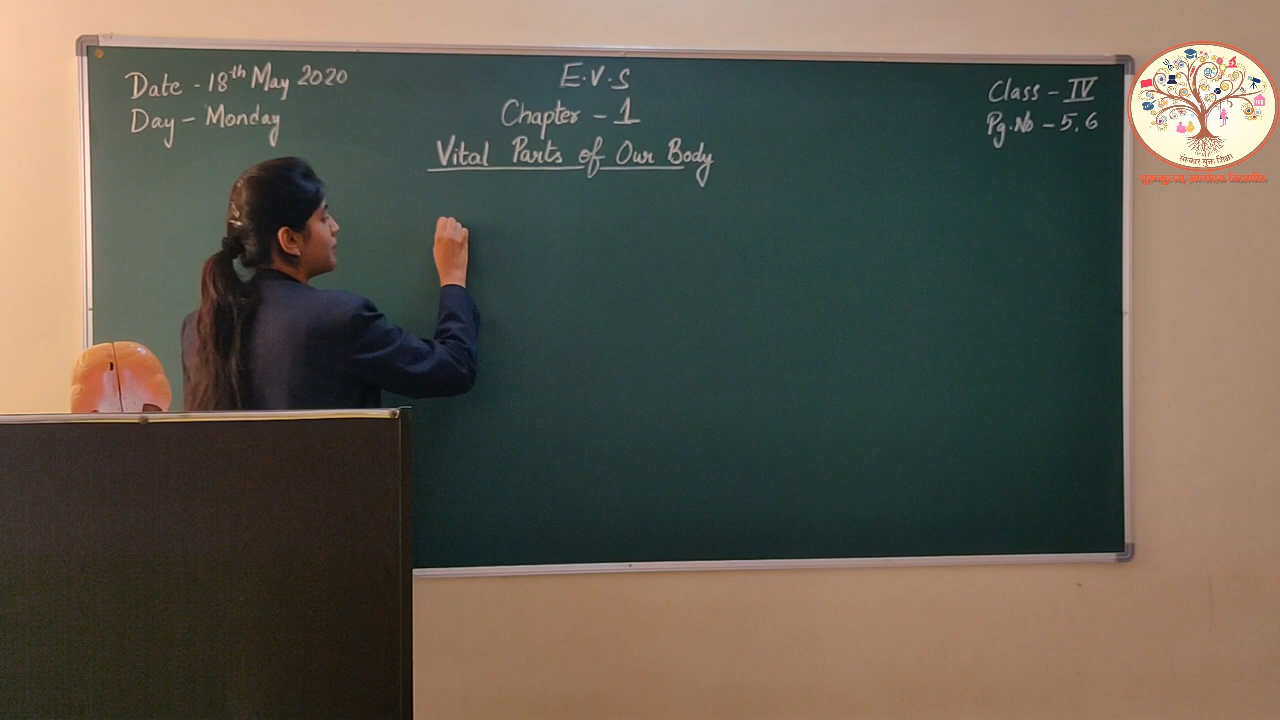 Date - 18th May 2020
Day - Monday
E.V.S
Chapter - 1
Vital Parts of Our Body
Class - IV
Pg.No - 5, 6
संस्कार युक्त शिक्षा